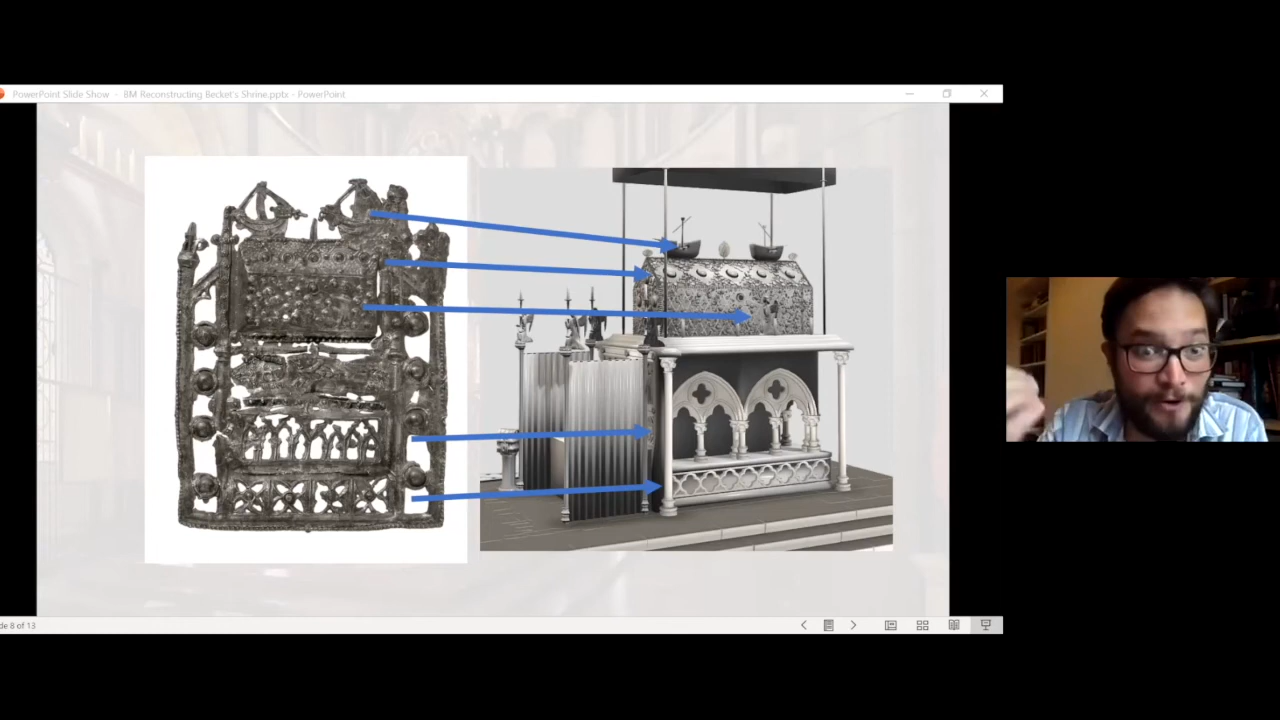 PowerPoint Slide Show - BM Reconstructing Becket's Shrine.pptx - PowerPoint
de 8 of 13